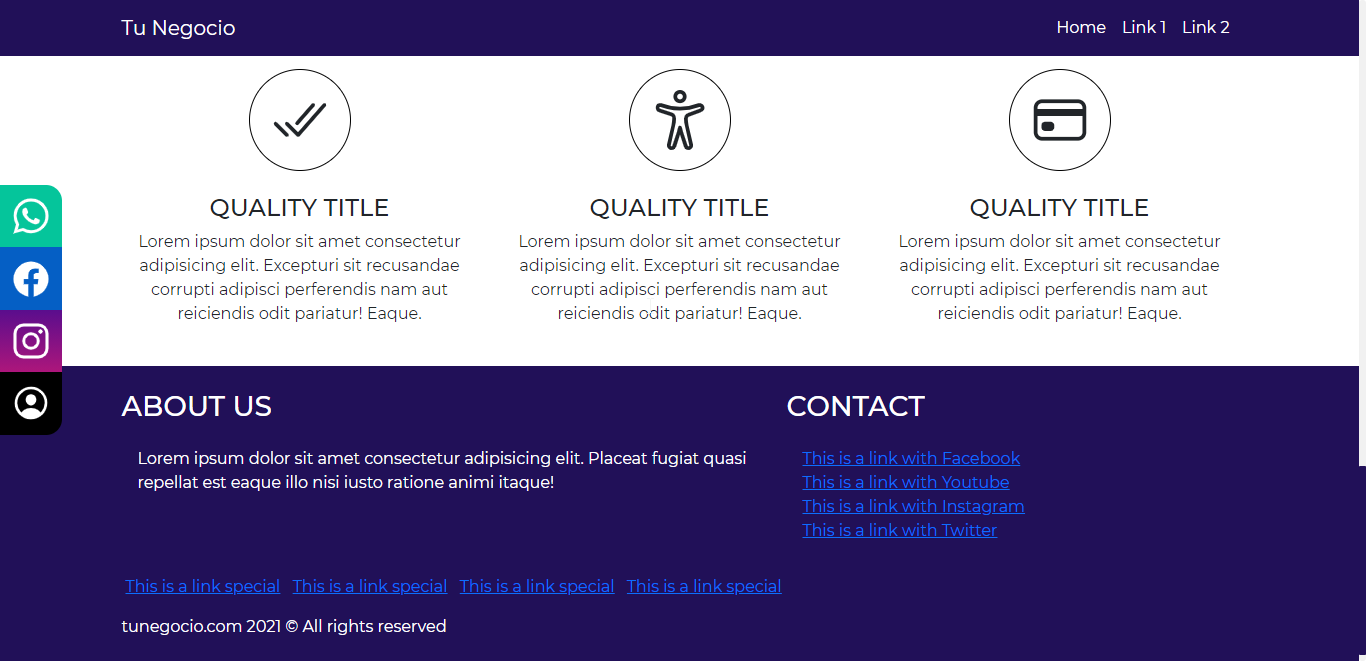 Tu Negocio
Home Link 1 Link 2
QUALITY TITLE
Lorem ipsum dolor sit amet consectetur
adipisicing elit. Excepturi sit recusandae
corrupti adipisci perferendis nam aut
reiciendis odit pariatur! Eaque.
QUALITY TITLE
Lorem ipsum dolor sit amet consectetur
adipisicing elit. Excepturi sit recusandae
corrupti adipisci perferendis nam aut
reiciendis odit pariatur! Eaque.
QUALITY TITLE
Lorem ipsum dolor sit amet consectetur
adipisicing elit. Excepturi sit recusandae
corrupti adipisci perferendis nam aut
reiciendis odit pariatur! Eaque.
ABOUT US
Lorem ipsum dolor sit amet consectetur adipisicing elit. Placeat fugiat quasi
repellat est eaque illo nisi iusto ratione animi itaque!
CONTACT
This is a link with Facebook
This is a link with Youtube
This is a link with Instagram
This is a link with Twitter
This is a link special This is a link special This is a link special This is a link special
tunegocio.com 2021 © All rights reserved